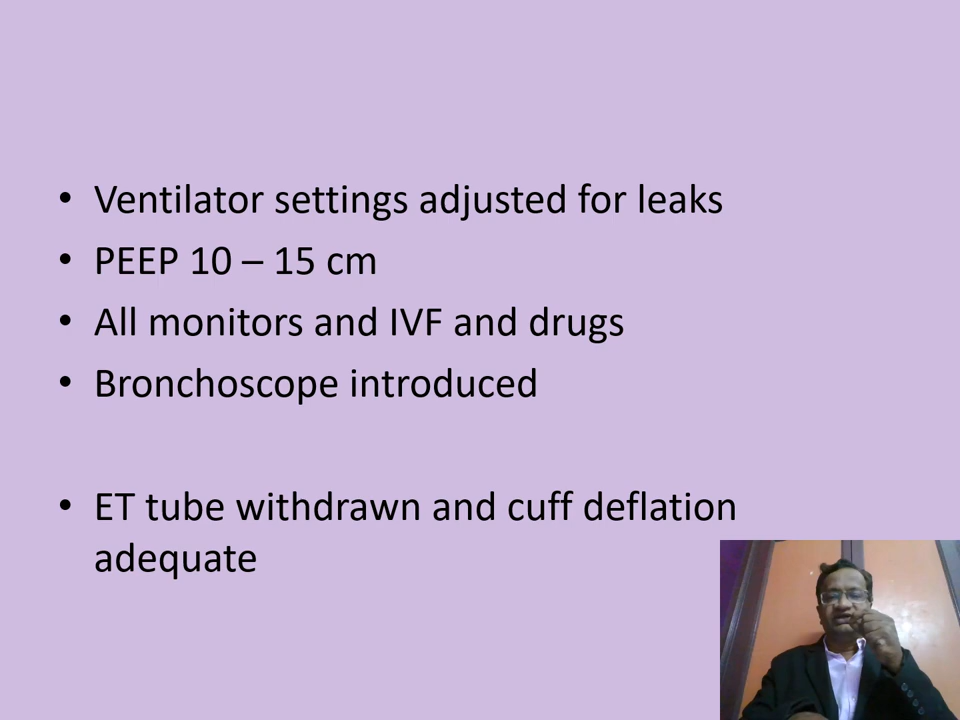 • Ventilator settings adjusted for leaks
• PEEP 10 – 15 cm
• All monitors and IVF and drugs
• Bronchoscope introduced
• ET tube withdrawn and cuff deflation
adequate